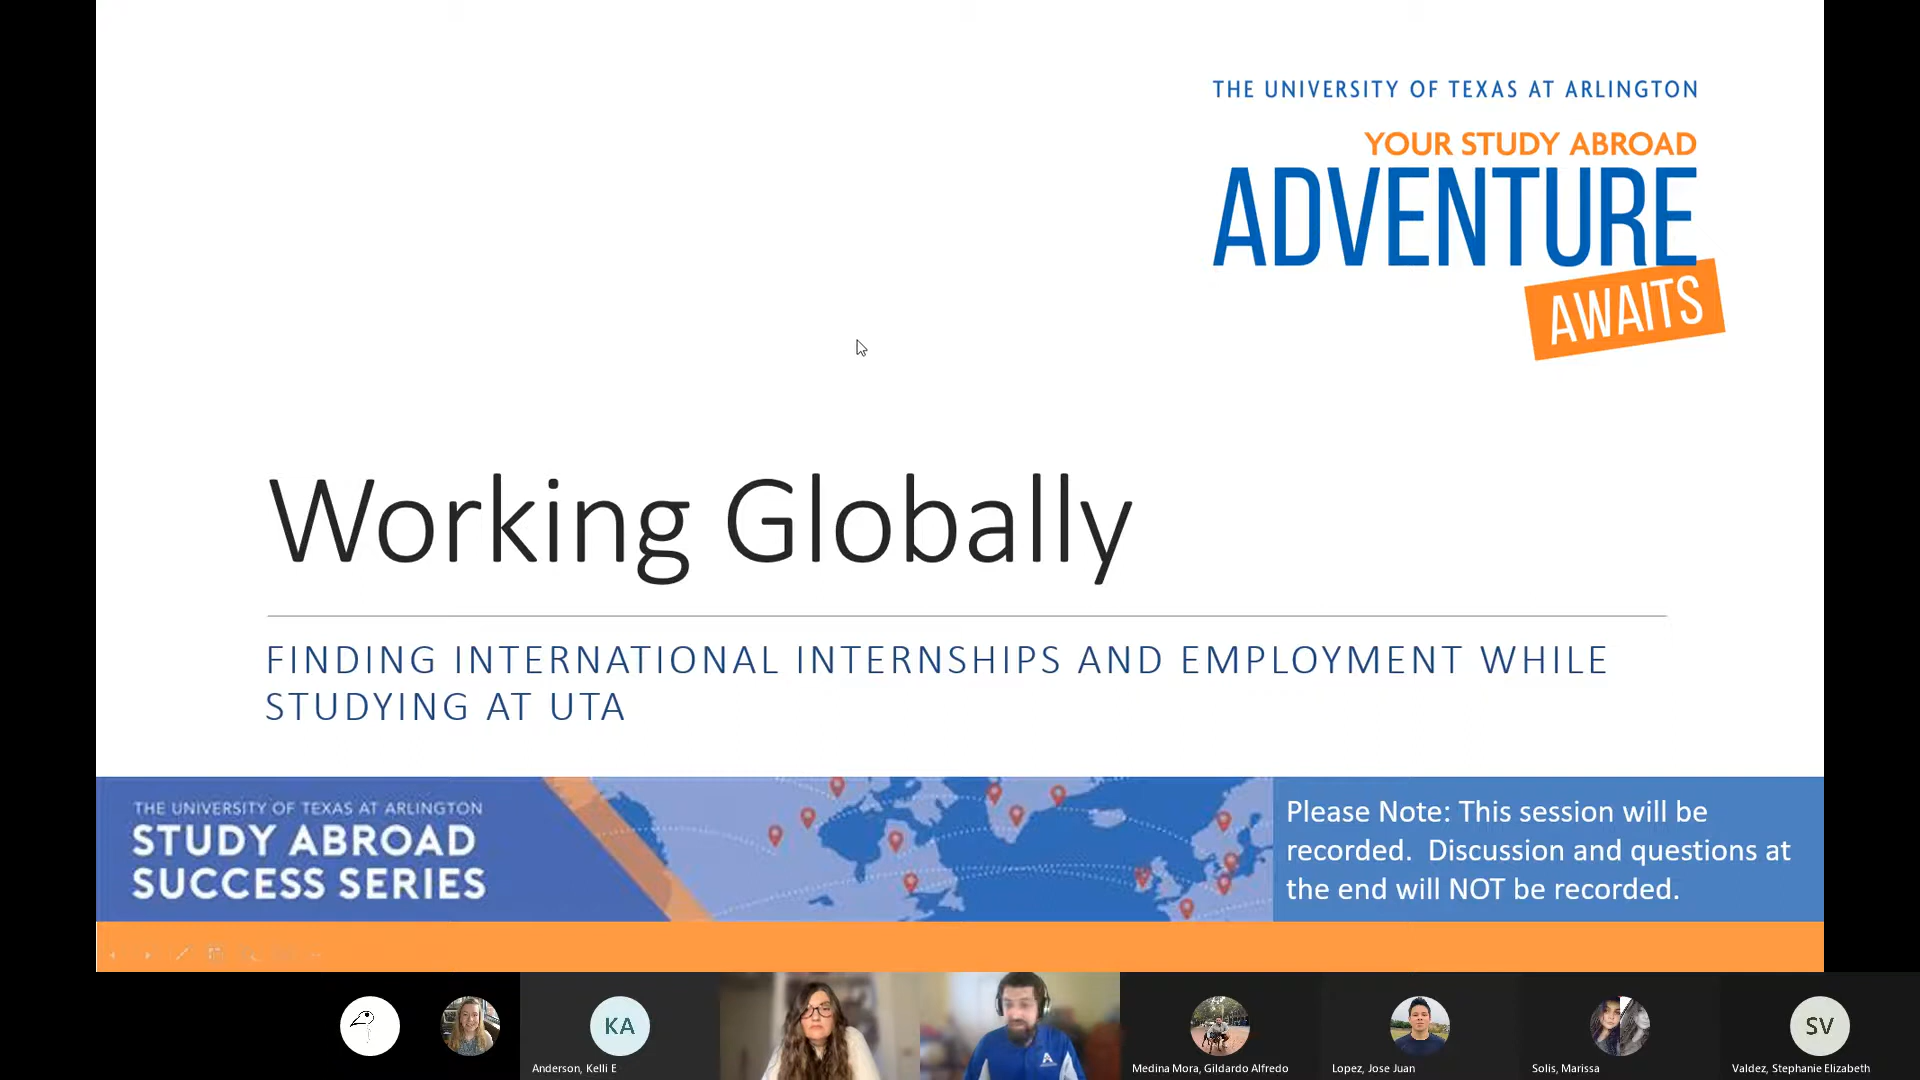 THE UNIVERSITY OF TEXAS AT ARLINGTON
YOUR STUDY ABROAD
ADVENTURE
AWAITS
Working Globally
FINDING INTERNATIONAL INTERNSHIPS AND EMPLOYMENT WHILE
STUDYING AT UTA
THE UNIVERSITY OF TEXAS AT ARLINGTON
STUDY ABROAD
SUCCESS SERIES
Please Note: This session will be
recorded. Discussion and questions at
the end will NOT be recorded.
KA
Anderson, Kelli E
A
Medina Mora, Gildardo Alfredo
Lopez, Jose Juan
Solis, Marissa
SV
Valdez, Stephanie Elizabeth